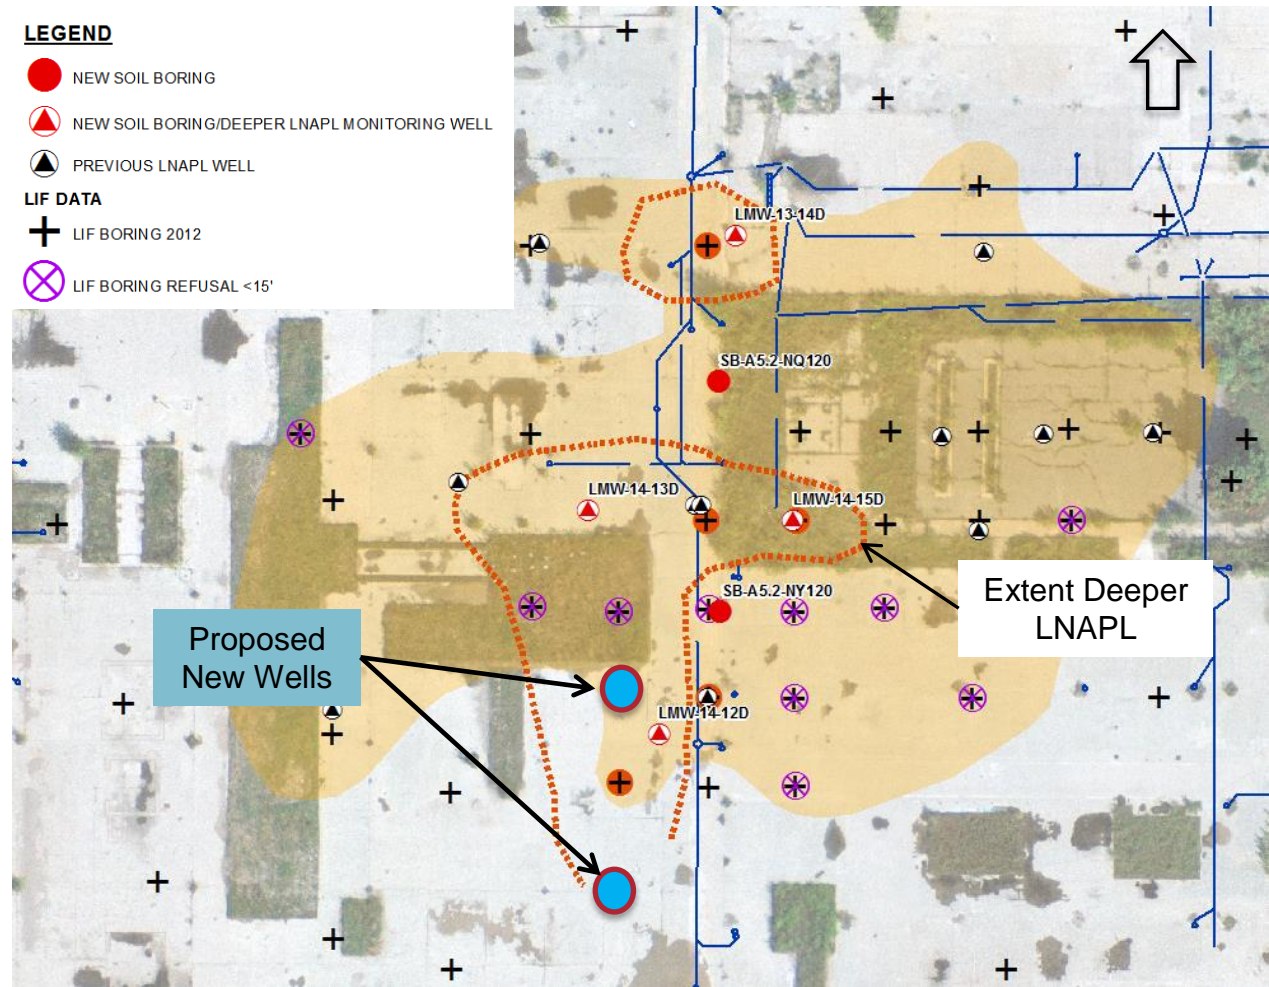 LEGEND
NEW SOIL BORING
NEW SOIL BORING/DEEPER LNAPL MONITORING WELL
PREVIOUS LNAPL WELL
LIF DATA
LIF BORING 2012
LIF BORING REFUSAL <15'
LMW-13-14D
SB-A5.2-NQ120
LMW-14-13D
LMW-14-15D
SB-A5.2-NY120
Extent Deeper
LNAPL
Proposed
New Wells
LMW-14-12D